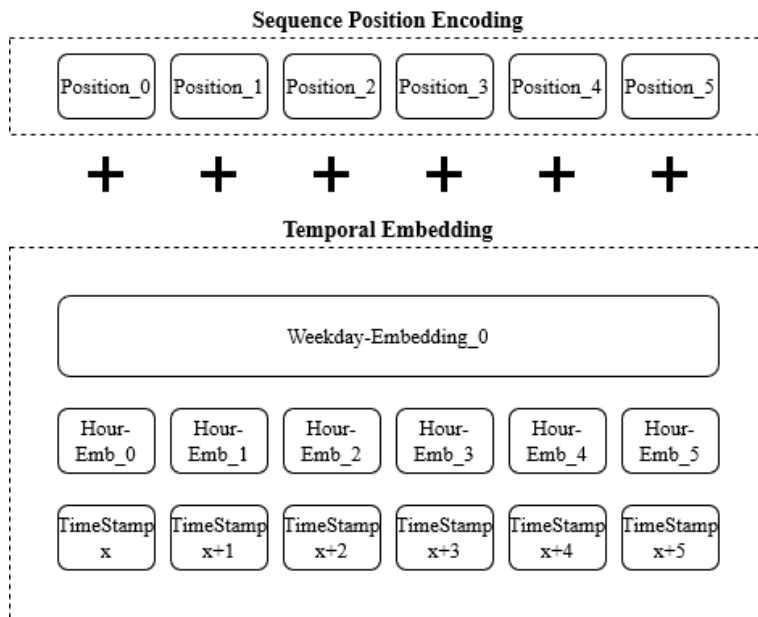 Sequence Position Encoding
Position_0 Position_1 Position_2 Position_3 Position_4 Position_5
+ + + + + +
Temporal Embedding
Weekday-Embedding_0
Hour- Hour- Hour- Hour- Hour- Hour-
Emb_0 Emb_1 Emb_2 Emb_3 Emb_4 Emb_5
TimeStamp TimeStamp TimeStamp TimeStamp TimeStamp TimeStamp
x x+1 x+2 x+3 x+4 x+5